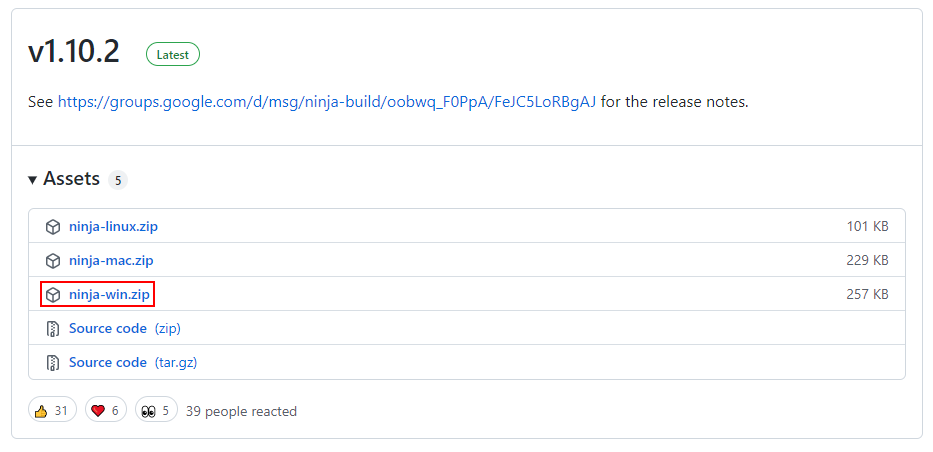 v1.10.2 Latest
See https://groups.google.com/d/msg/ninja-build/oobwq_F0PpA/FeJC5LoRBgAJ for the release notes.
Assets 5
ninja-linux.zip 101 KB
ninja-mac.zip 229 KB
ninja-win.zip 257 KB
Source code (zip)
Source code (tar.gz)
31 6 5 39 people reacted